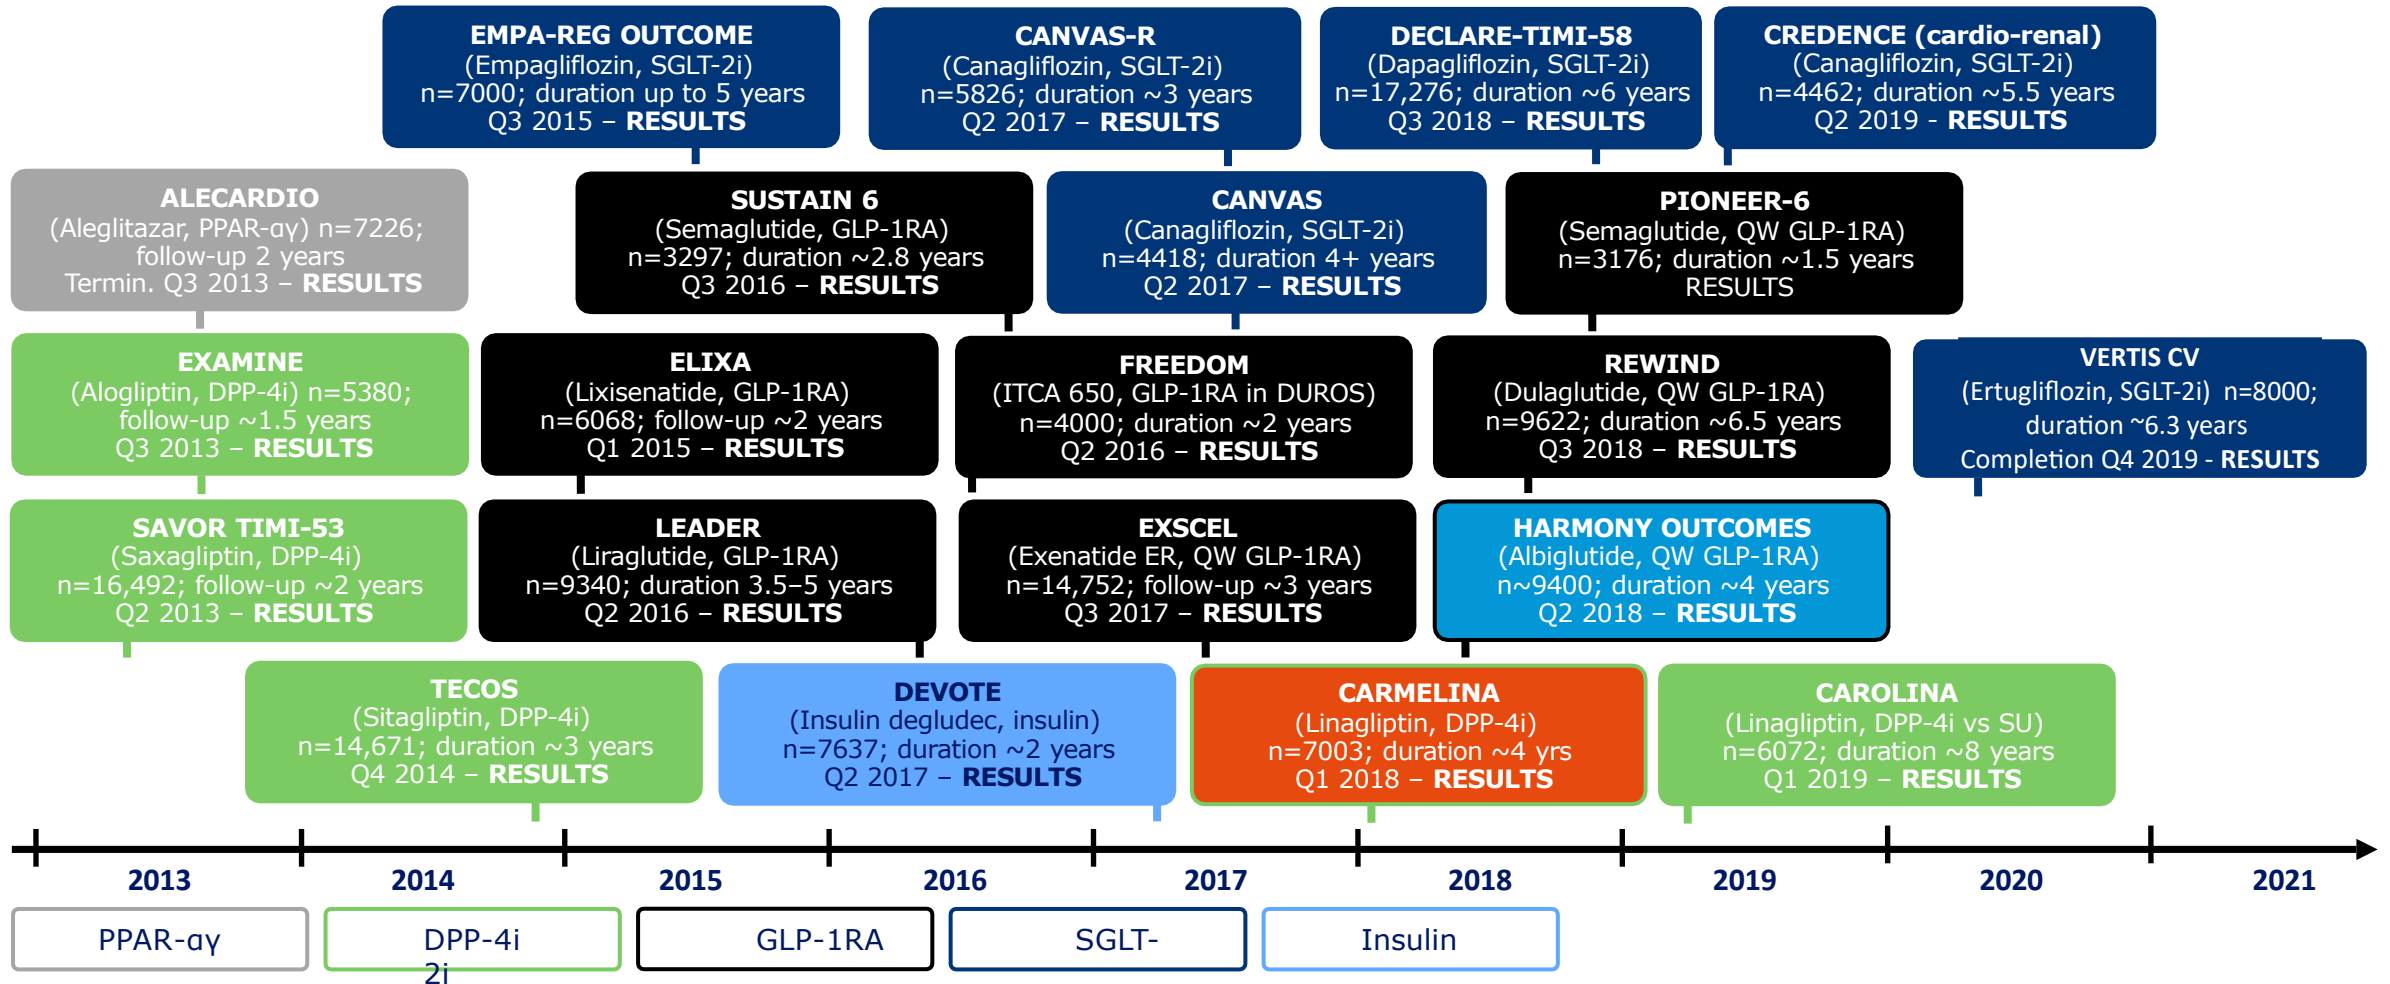 EMPA-REG OUTCOME
(Empagliflozin, SGLT-2i)
n=7000; duration up to 5 years
Q3 2015 – RESULTS
CANVAS-R
(Canagliflozin, SGLT-2i)
n=5826; duration ~3 years
Q2 2017 – RESULTS
DECLARE-TIMI-58
(Dapagliflozin, SGLT-2i)
n=17,276; duration ~6 years
Q3 2018 – RESULTS
CREDENCE (cardio-renal)
(Canagliflozin, SGLT-2i)
n=4462; duration ~5.5 years
Q2 2019 - RESULTS
ALECARDIO
(Aleglitazar, PPAR-αγ) n=7226;
follow-up 2 years
Termin. Q3 2013 – RESULTS
SUSTAIN 6
(Semaglutide, GLP-1RA)
n=3297; duration ~2.8 years
Q3 2016 – RESULTS
CANVAS
(Canagliflozin, SGLT-2i)
n=4418; duration 4+ years
Q2 2017 – RESULTS
PIONEER-6
(Semaglutide, QW GLP-1RA)
n=3176; duration ~1.5 years
RESULTS
EXAMINE
(Alogliptin, DPP-4i) n=5380;
follow-up ~1.5 years
Q3 2013 – RESULTS
ELIXA
(Lixisenatide, GLP-1RA)
n=6068; follow-up ~2 years
Q1 2015 – RESULTS
FREEDOM
(ITCA 650, GLP-1RA in DUROS)
n=4000; duration ~2 years
Q2 2016 – RESULTS
REWIND
(Dulaglutide, QW GLP-1RA)
n=9622; duration ~6.5 years
Q3 2018 – RESULTS
VERTIS CV
(Ertugliflozin, SGLT-2i) n=8000;
duration ~6.3 years
Completion Q4 2019 - RESULTS
SAVOR TIMI-53
(Saxagliptin, DPP-4i)
n=16,492; follow-up ~2 years
Q2 2013 – RESULTS
LEADER
(Liraglutide, GLP-1RA)
n=9340; duration 3.5–5 years
Q2 2016 – RESULTS
EXSCEL
(Exenatide ER, QW GLP-1RA)
n=14,752; follow-up ~3 years
Q3 2017 – RESULTS
HARMONY OUTCOMES
(Albiglutide, QW GLP-1RA)
n~9400; duration ~4 years
Q2 2018 – RESULTS
TECOS
(Sitagliptin, DPP-4i)
n=14,671; duration ~3 years
Q4 2014 – RESULTS
DEVOTE
(Insulin degludec, insulin)
n=7637; duration ~2 years
Q2 2017 – RESULTS
CARMELINA
(Linagliptin, DPP-4i)
n=7003; duration ~4 yrs
Q1 2018 – RESULTS
CAROLINA
(Linagliptin, DPP-4i vs SU)
n=6072; duration ~8 years
Q1 2019 – RESULTS
2013 2014 2015 2016 2017 2018 2019 2020 2021
PPAR-αγ DPP-4i GLP-1RA SGLT- Insulin
2i